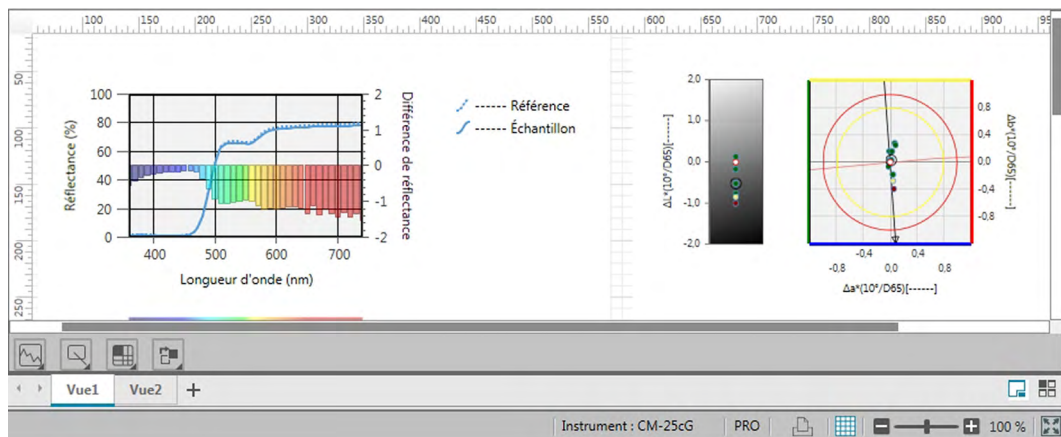 100 150 200 250 300 350 400 450 500 550 600 650 700 750 800 850 900 95
50
100
150
200
250
Réflectance (%)
100
80
60
40
20
0
400 500 600 700
Longueur d'onde (nm)
2
1
0
-1
-2
Différence de réflectance
------ Référence
------ Échantillon
ΔL*(10°/D65)[------]
2.0
1.0
0.0
-1.0
-2.0
0.8
0.4
0.0
-0.4
-0.8
Δb*(10°/D65)[------]
-0.4 0.4
-0.8 0.0 0.8
Δa*(10°/D65)[------]
Vue1 Vue2 +
Instrument : CM-25cG PRO 100 %